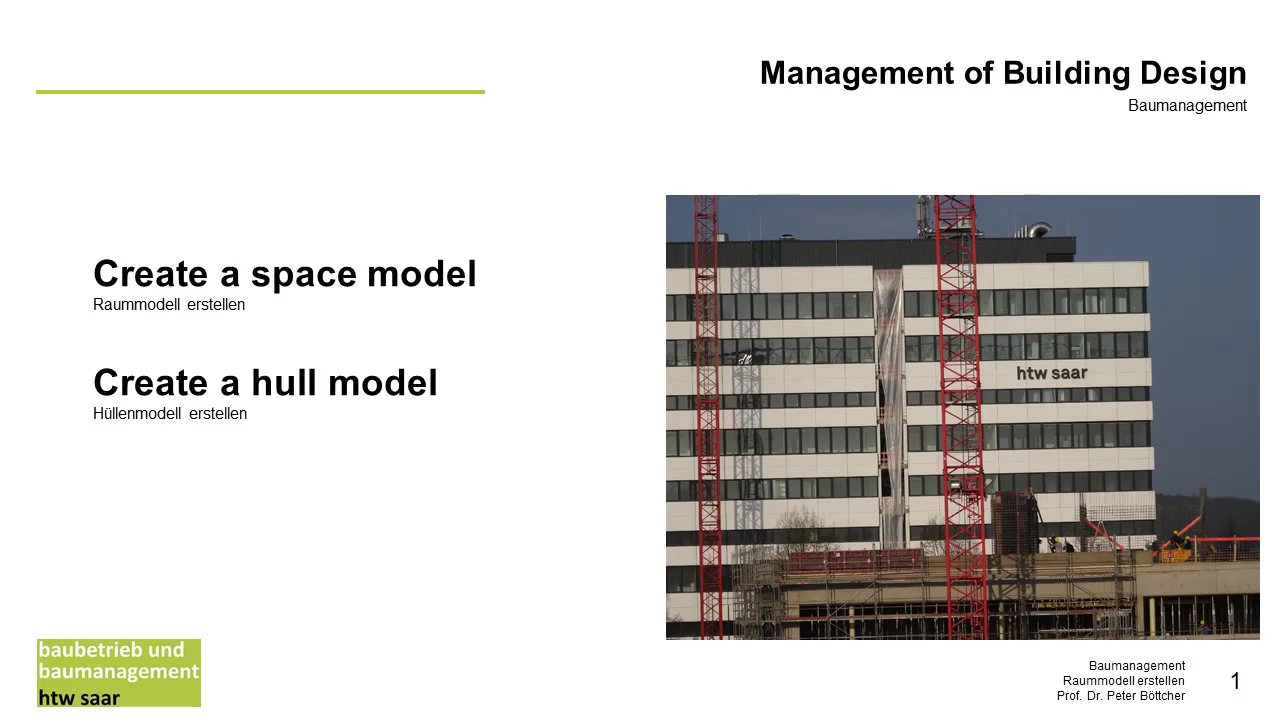 Management of Building Design
Baumanagement
Create a space model
Raummodell erstellen
Create a hull model
Hüllenmodell erstellen
htw saar
baubetrieb und
baumanagement
htw saar
Baumanagement
Raummodell erstellen
Prof. Dr. Peter Böttcher
1